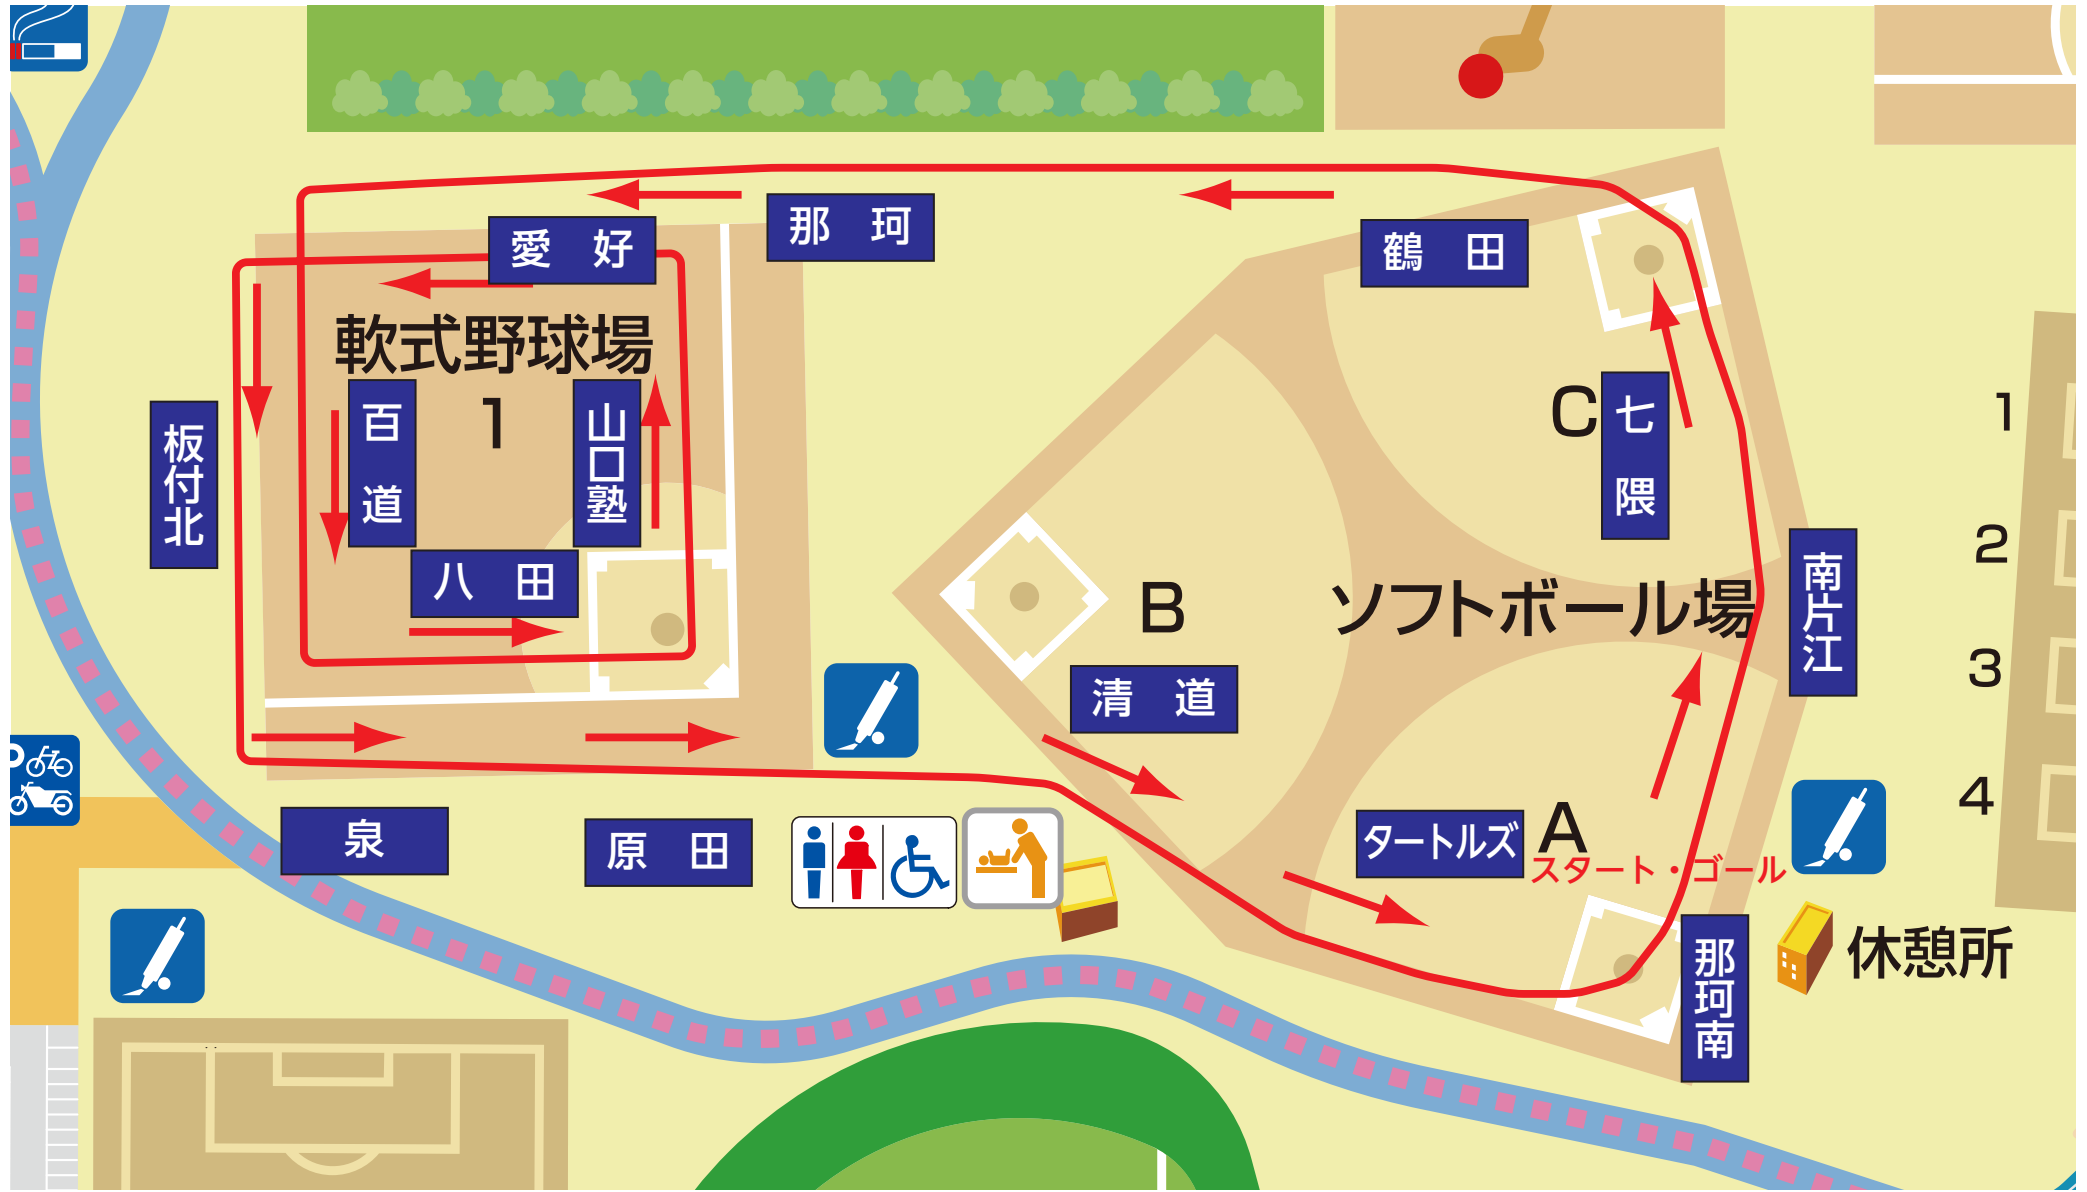 那　珂
愛　好
鶴　田
軟式野球場
1
百　道
山口塾
板付北
八　田
C
七　隈
1
2
3
4
南片江
B
ソフトボール場
清　道
泉
原　田
タートルズ
A
スタート・ゴール
那珂南
休憩所